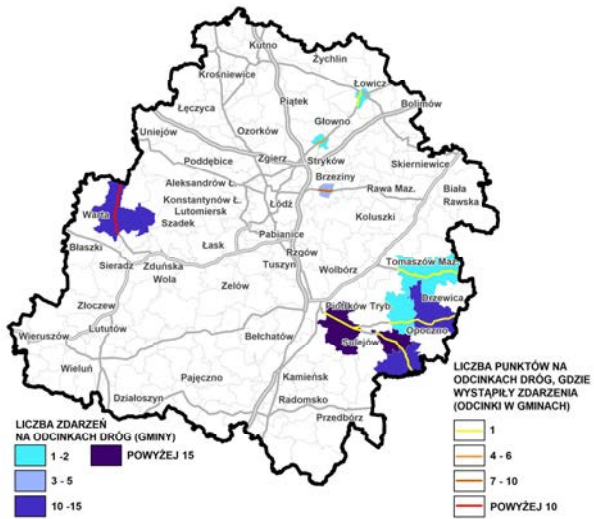 Kutno
Żychlin
Krośniewice
Łowicz
Piątek
Bolimów
Łęczyca
Głowno
Uniejów
Ozorków
Stryków
Poddębice
Zgierz
Skierniewice
Brzeziny
Aleksandrów Ł.
Rawa Maz.
Biała
Rawska
Konstantynów Ł.
Łódź
Lutomiersk
Warta
Szadek
Koluszki
Pabianice
Błaszki
Łask
Rzgów
Sieradz
Zduńska
Wola
Tuszyn
Wolbórz
Tomaszów Maz.
Zelów
Drzewica
Złoczew
Piotrków Tryb.
Wieruszów
Lututów
Bełchatów
Sulejów
Opoczno
Wieluń
Pajęczno
Kamieńsk
Działoszyn
Radomsko
Przedbórz
LICZBA ZDARZEŃ
NA ODCINKACH DRÓG (GMINY)
1 -2
POWYŻEJ 15
3 - 5
10 -15
LICZBA PUNKTÓW NA
ODCINKACH DRÓG, GDZIE
WYSTĄPIŁY ZDARZENIA
(ODCINKI W GMINACH)
1
4 - 6
7 - 10
POWYŻEJ 10